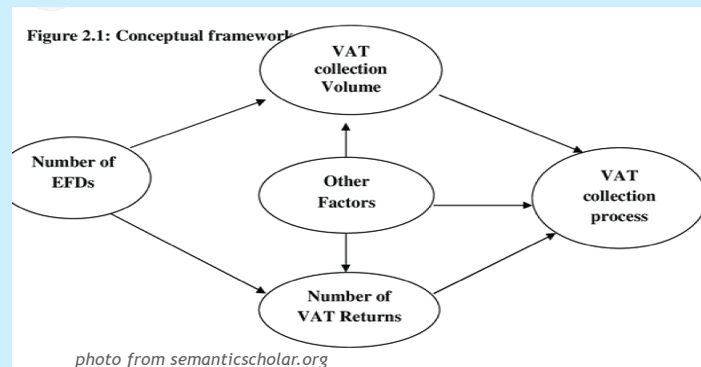 Figure 2.1: Conceptual framework
VAT
collection
Volume
Number of
EFDs
Other
Factors
VAT
collection
process
Number of
VAT Returns
photo from semanticscholar.org